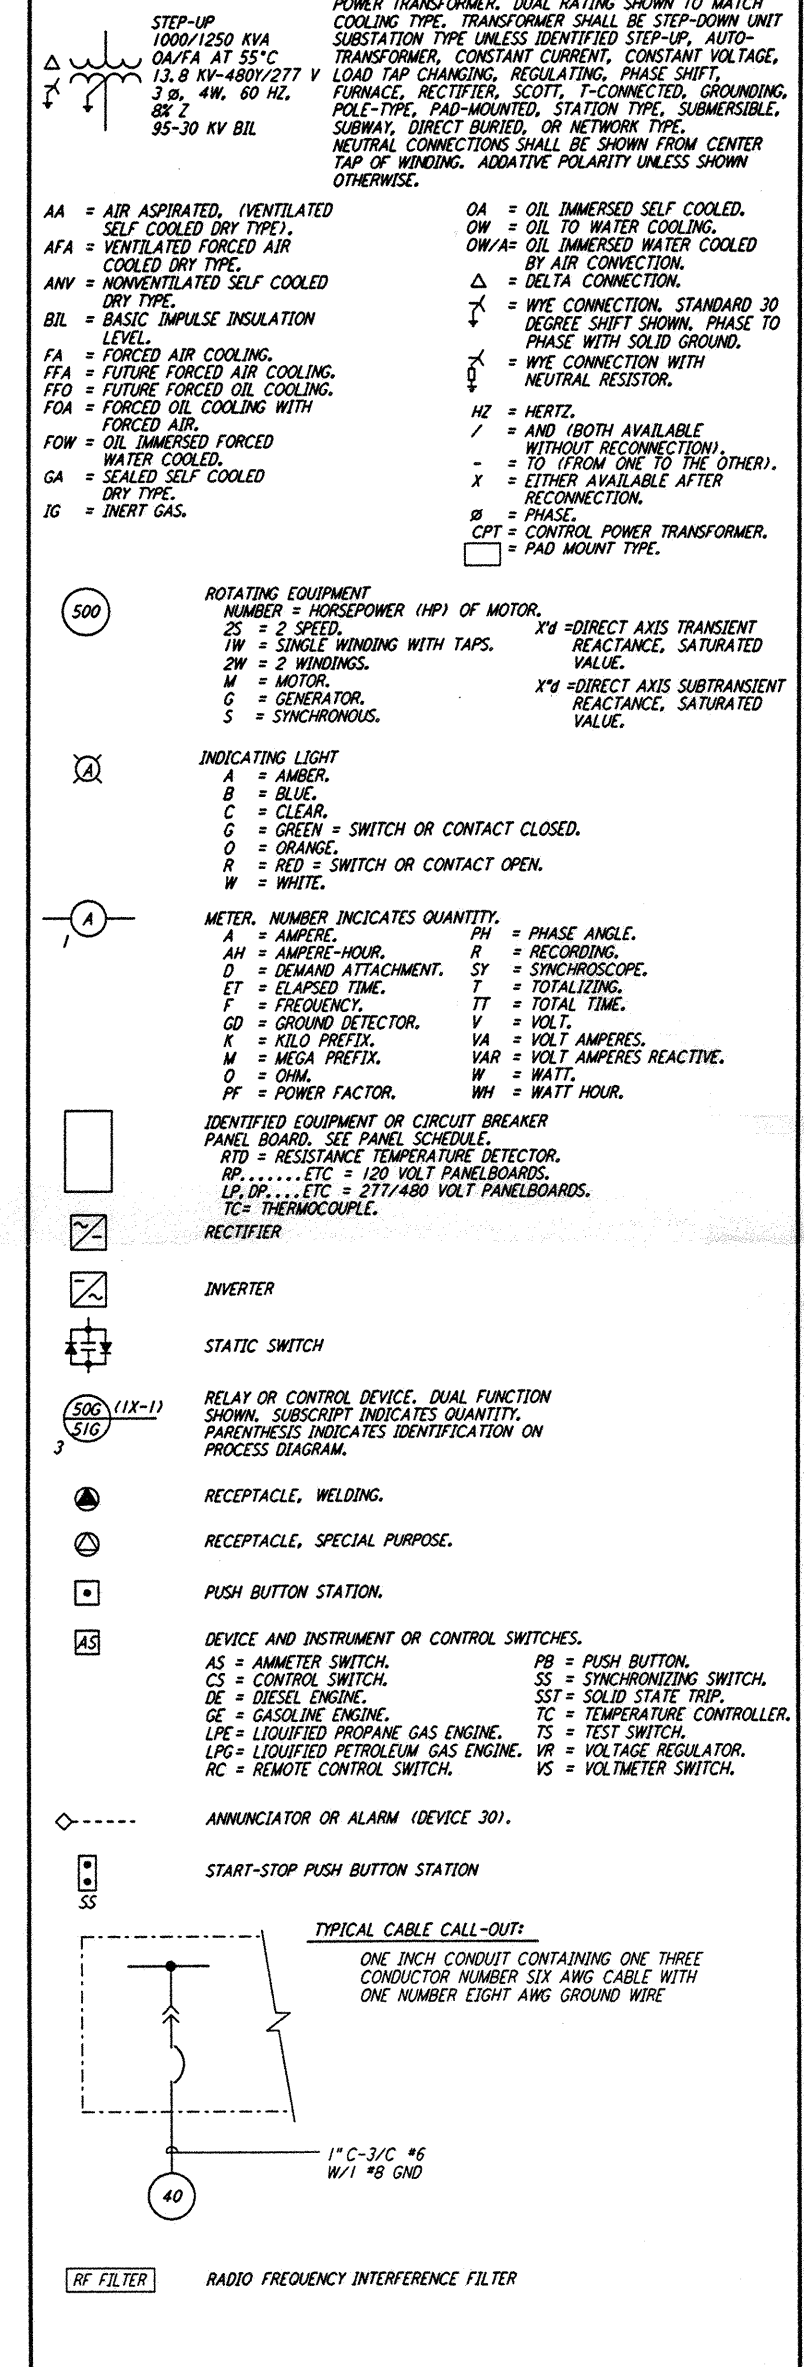 POWER TRANSFORMER. DUAL RATING SHOWN TO MATCH
COOLING TYPE. TRANSFORMER SHALL BE STEP-DOWN UNIT
SUBSTATION TYPE UNLESS IDENTIFIED STEP-UP, AUTO-
TRANSFORMER, CONSTANT CURRENT, CONSTANT VOLTAGE,
LOAD TAP CHANGING, REGULATING, PHASE SHIFT,
FURNACE, RECTIFIER, SCOTT, T-CONNECTED, GROUNDING,
POLE-TYPE, PAD-MOUNTED, STATION TYPE, SUBMERSIBLE,
SUBWAY, DIRECT BURIED, OR NETWORK TYPE.
NEUTRAL CONNECTIONS SHALL BE SHOWN FROM CENTER
TAP OF WINDING. ADDATIVE POLARITY UNLESS SHOWN
OTHERWISE.
STEP-UP
1000/1250 KVA
OA/FA AT 55°C
13.8 KV-480Y/277 V
3 Ø, 4W, 60 HZ,
8% Z
95-30 KV BIL
AA = AIR ASPIRATED, (VENTILATED
SELF COOLED DRY TYPE).
AFA = VENTILATED FORCED AIR
COOLED DRY TYPE.
ANV = NONVENTILATED SELF COOLED
DRY TYPE.
BIL = BASIC IMPULSE INSULATION
LEVEL.
FA = FORCED AIR COOLING.
FFA = FUTURE FORCED AIR COOLING.
FFO = FUTURE FORCED OIL COOLING.
FOA = FORCED OIL COOLING WITH
FORCED AIR.
FOW = OIL IMMERSED FORCED
WATER COOLED.
GA = SEALED SELF COOLED
DRY TYPE.
IG = INERT GAS.
OA = OIL IMMERSED SELF COOLED.
OW = OIL TO WATER COOLING.
OW/A= OIL IMMERSED WATER COOLED
BY AIR CONVECTION.
Δ = DELTA CONNECTION.
= WYE CONNECTION, STANDARD 30
DEGREE SHIFT SHOWN. PHASE TO
PHASE WITH SOLID GROUND.
= WYE CONNECTION WITH
NEUTRAL RESISTOR.
HZ = HERTZ.
/ = AND (BOTH AVAILABLE
WITHOUT RECONNECTION).
- = TO (FROM ONE TO THE OTHER).
X = EITHER AVAILABLE AFTER
RECONNECTION.
Ø = PHASE.
CPT = CONTROL POWER TRANSFORMER.
= PAD MOUNT TYPE.
500
ROTATING EQUIPMENT
NUMBER = HORSEPOWER (HP) OF MOTOR.
2S = 2 SPEED.
1W = SINGLE WINDING WITH TAPS.
2W = 2 WINDINGS.
M = MOTOR.
G = GENERATOR.
S = SYNCHRONOUS.
X'd =DIRECT AXIS TRANSIENT
REACTANCE, SATURATED
VALUE.
X"d =DIRECT AXIS SUBTRANSIENT
REACTANCE, SATURATED
VALUE.
A
INDICATING LIGHT
A = AMBER.
B = BLUE.
C = CLEAR.
G = GREEN = SWITCH OR CONTACT CLOSED.
O = ORANGE.
R = RED = SWITCH OR CONTACT OPEN.
W = WHITE.
A
1
METER. NUMBER INCICATES QUANTITY.
A = AMPERE.
AH = AMPERE-HOUR.
D = DEMAND ATTACHMENT.
ET = ELAPSED TIME.
F = FREQUENCY.
GD = GROUND DETECTOR.
K = KILO PREFIX.
M = MEGA PREFIX.
O = OHM.
PF = POWER FACTOR.
PH = PHASE ANGLE.
R = RECORDING.
SY = SYNCHROSCOPE.
T = TOTALIZING.
TT = TOTAL TIME.
V = VOLT.
VA = VOLT AMPERES.
VAR = VOLT AMPERES REACTIVE.
W = WATT.
WH = WATT HOUR.
IDENTIFIED EQUIPMENT OR CIRCUIT BREAKER
PANEL BOARD. SEE PANEL SCHEDULE.
RTD = RESISTANCE TEMPERATURE DETECTOR.
RP.......ETC = 120 VOLT PANELBOARDS.
LP,DP....ETC = 277/480 VOLT PANELBOARDS.
TC= THERMOCOUPLE.
RECTIFIER
INVERTER
STATIC SWITCH
50G (1X-1)
51G
3
RELAY OR CONTROL DEVICE. DUAL FUNCTION
SHOWN. SUBSCRIPT INDICATES QUANTITY.
PARENTHESIS INDICATES IDENTIFICATION ON
PROCESS DIAGRAM.
RECEPTACLE, WELDING.
RECEPTACLE, SPECIAL PURPOSE.
PUSH BUTTON STATION.
AS
DEVICE AND INSTRUMENT OR CONTROL SWITCHES.
AS = AMMETER SWITCH.
CS = CONTROL SWITCH.
DE = DIESEL ENGINE.
GE = GASOLINE ENGINE.
LPE= LIQUIFIED PROPANE GAS ENGINE.
LPG= LIQUIFIED PETROLEUM GAS ENGINE.
RC = REMOTE CONTROL SWITCH.
PB = PUSH BUTTON.
SS = SYNCHRONIZING SWITCH.
SST= SOLID STATE TRIP.
TC = TEMPERATURE CONTROLLER.
TS = TEST SWITCH.
VR = VOLTAGE REGULATOR.
VS = VOLTMETER SWITCH.
ANNUNCIATOR OR ALARM (DEVICE 30).
SS
START-STOP PUSH BUTTON STATION
TYPICAL CABLE CALL-OUT:
ONE INCH CONDUIT CONTAINING ONE THREE
CONDUCTOR NUMBER SIX AWG CABLE WITH
ONE NUMBER EIGHT AWG GROUND WIRE
1" C-3/C #6
W/1 #8 GND
40
RF FILTER
RADIO FREQUENCY INTERFERENCE FILTER